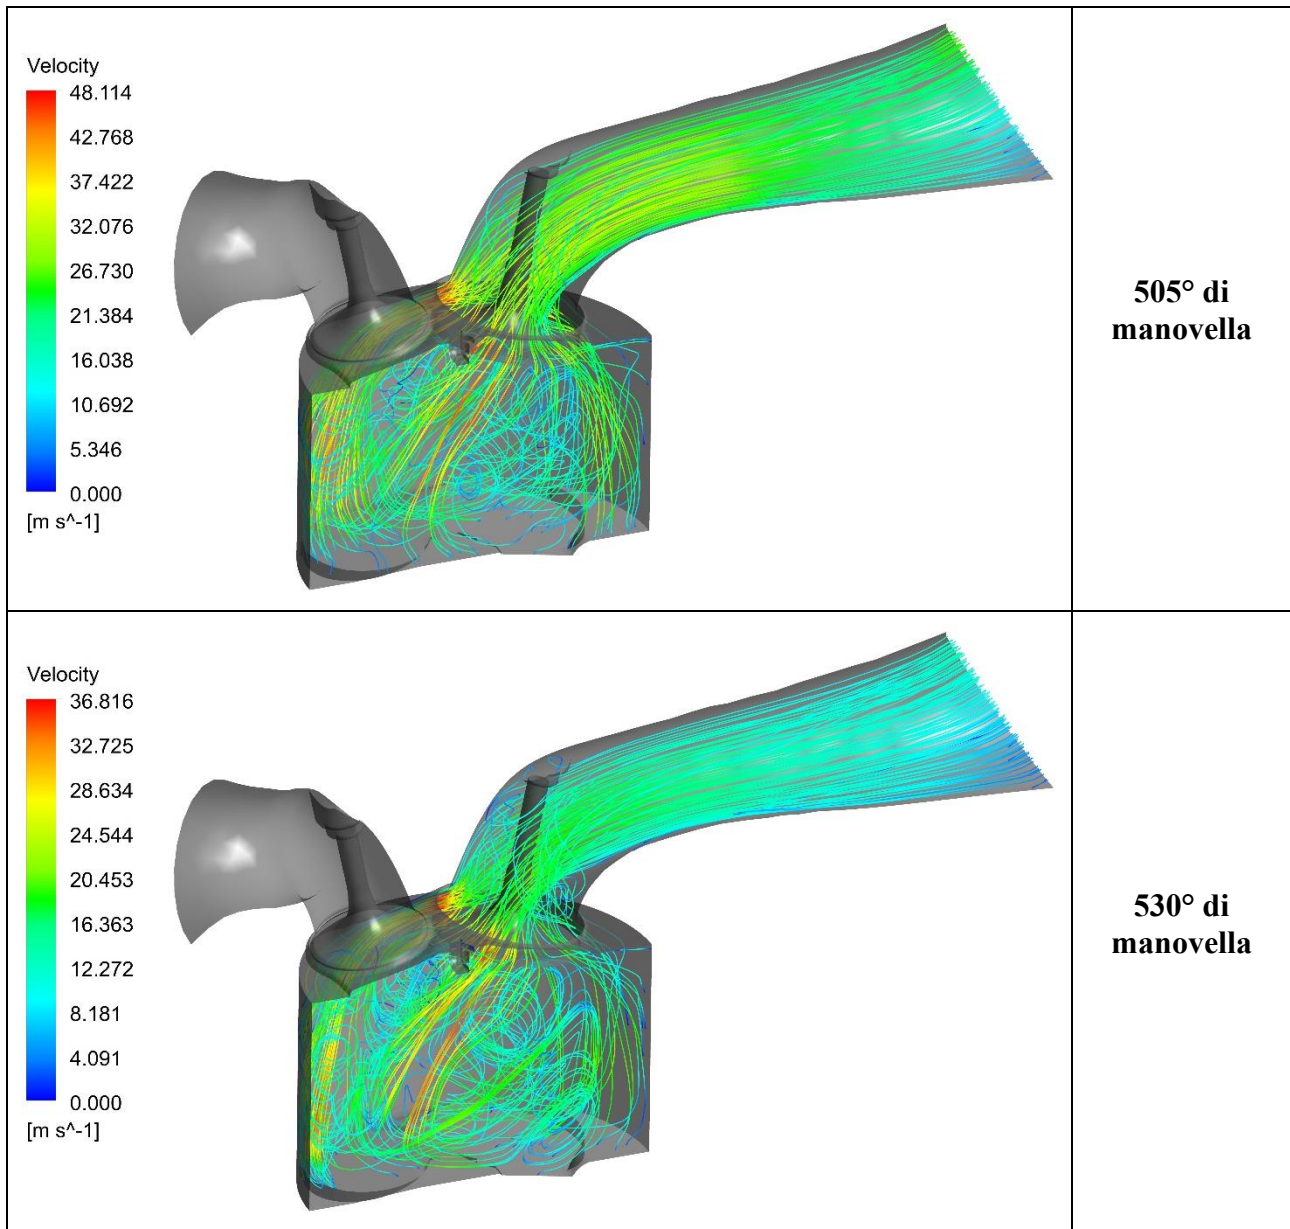 Velocity
48.114
42.768
37.422
32.076
26.730
21.384
16.038
10.692
5.346
0.000
[m s^-1]
505° di
manovella
Velocity
36.816
32.725
28.634
24.544
20.453
16.363
12.272
8.181
4.091
0.000
[m s^-1]
530° di
manovella